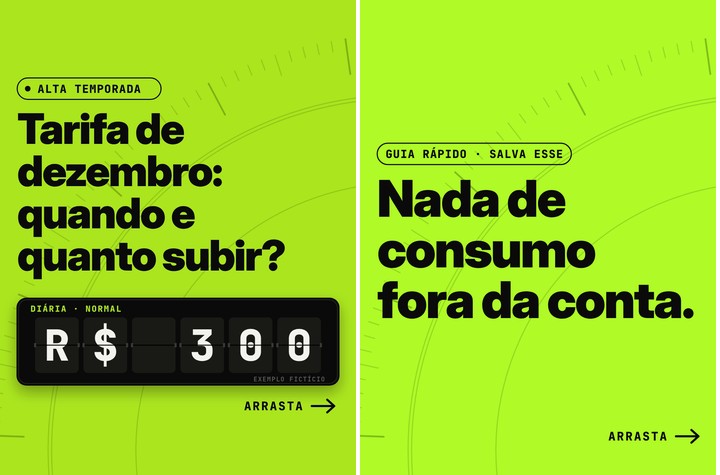 ALTA TEMPORADA
Tarifa de
dezembro:
quando e
quanto subir?
DIÁRIA · NORMAL
R$ 300
EXEMPLO FICTÍCIO
ARRASTA
GUIA RÁPIDO · SALVA ESSE
Nada de
consumo
fora da conta.
ARRASTA